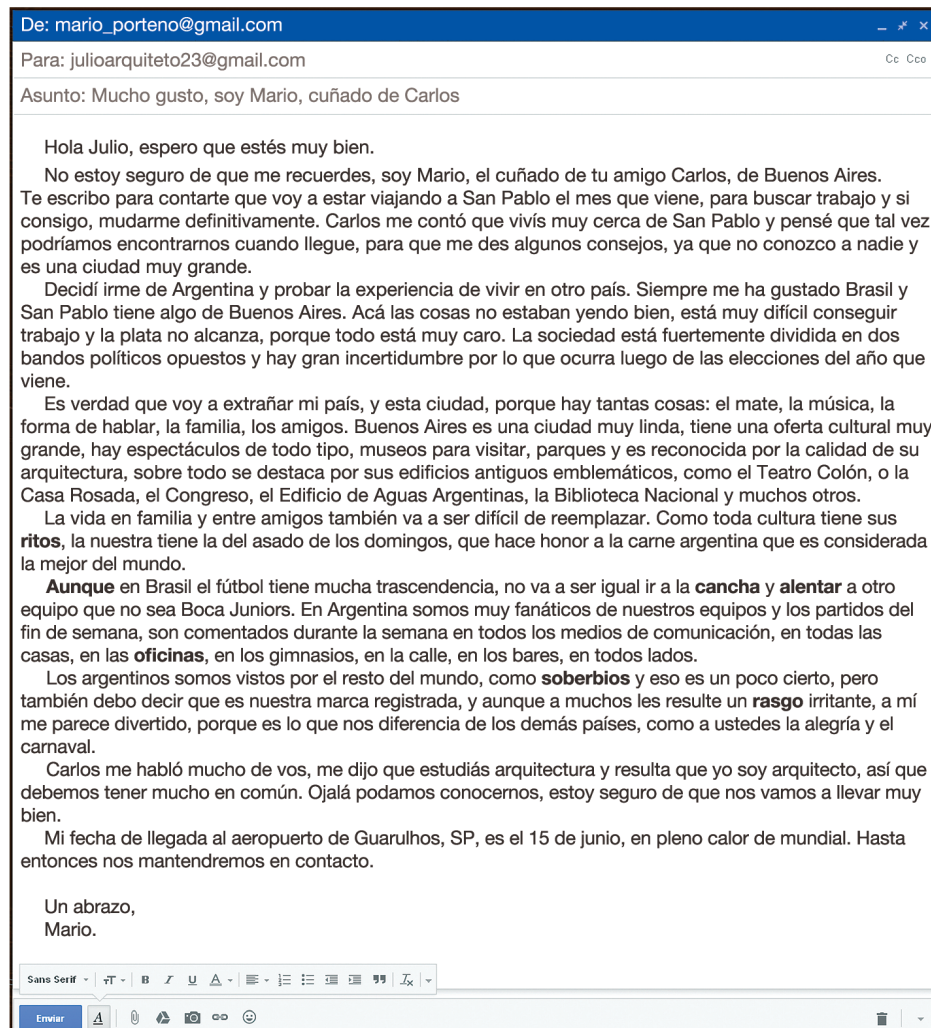 De: mario_porteno@gmail.com
Para: julioarquiteto23@gmail.com
Cc Cco
Asunto: Mucho gusto, soy Mario, cuñado de Carlos
Hola Julio, espero que estés muy bien.
No estoy seguro de que me recuerdes, soy Mario, el cuñado de tu amigo Carlos, de Buenos Aires.
Te escribo para contarte que voy a estar viajando a San Pablo el mes que viene, para buscar trabajo y si
consigo, mudarme definitivamente. Carlos me contó que vivís muy cerca de San Pablo y pensé que tal vez
podríamos encontrarnos cuando llegue, para que me des algunos consejos, ya que no conozco a nadie y
es una ciudad muy grande.
Decidí irme de Argentina y probar la experiencia de vivir en otro país. Siempre me ha gustado Brasil y
San Pablo tiene algo de Buenos Aires. Acá las cosas no estaban yendo bien, está muy difícil conseguir
trabajo y la plata no alcanza, porque todo está muy caro. La sociedad está fuertemente dividida en dos
bandos políticos opuestos y hay gran incertidumbre por lo que ocurra luego de las elecciones del año que
viene.
Es verdad que voy a extrañar mi país, y esta ciudad, porque hay tantas cosas: el mate, la música, la
forma de hablar, la familia, los amigos. Buenos Aires es una ciudad muy linda, tiene una oferta cultural muy
grande, hay espectáculos de todo tipo, museos para visitar, parques y es reconocida por la calidad de su
arquitectura, sobre todo se destaca por sus edificios antiguos emblemáticos, como el Teatro Colón, o la
Casa Rosada, el Congreso, el Edificio de Aguas Argentinas, la Biblioteca Nacional y muchos otros.
La vida en familia y entre amigos también va a ser difícil de reemplazar. Como toda cultura tiene sus
ritos, la nuestra tiene la del asado de los domingos, que hace honor a la carne argentina que es considerada
la mejor del mundo.
Aunque en Brasil el fútbol tiene mucha trascendencia, no va a ser igual ir a la cancha y alentar a otro
equipo que no sea Boca Juniors. En Argentina somos muy fanáticos de nuestros equipos y los partidos del
fin de semana, son comentados durante la semana en todos los medios de comunicación, en todas las
casas, en las oficinas, en los gimnasios, en la calle, en los bares, en todos lados.
Los argentinos somos vistos por el resto del mundo, como soberbios y eso es un poco cierto, pero
también debo decir que es nuestra marca registrada, y aunque a muchos les resulte un rasgo irritante, a mí
me parece divertido, porque es lo que nos diferencia de los demás países, como a ustedes la alegría y el
carnaval.
Carlos me habló mucho de vos, me dijo que estudiás arquitectura y resulta que yo soy arquitecto, así que
debemos tener mucho en común. Ojalá podamos conocernos, estoy seguro de que nos vamos a llevar muy
bien.
Mi fecha de llegada al aeropuerto de Guarulhos, SP, es el 15 de junio, en pleno calor de mundial. Hasta
entonces nos mantendremos en contacto.
Un abrazo,
Mario.
Sans Serif
Enviar